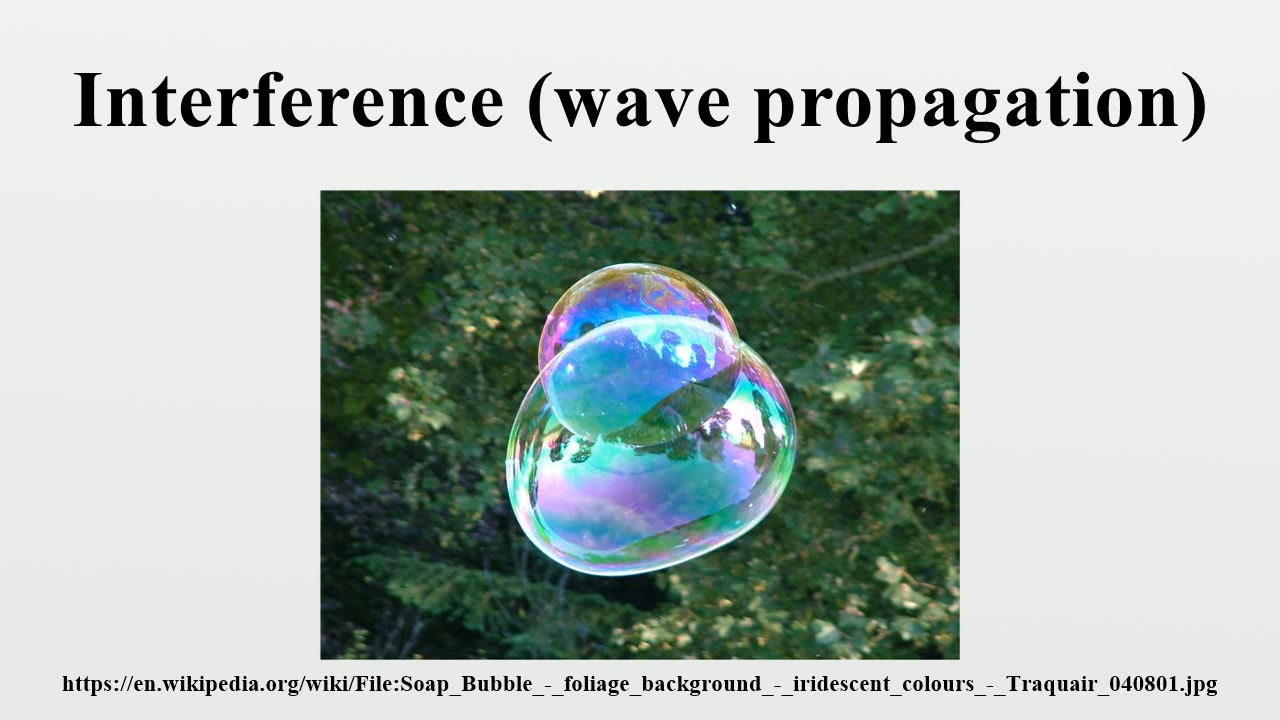 Interference (wave propagation)
https://en.wikipedia.org/wiki/File:Soap_Bubble_-_foliage_background_-_iridescent_colours_-_Traquair_040801.jpg